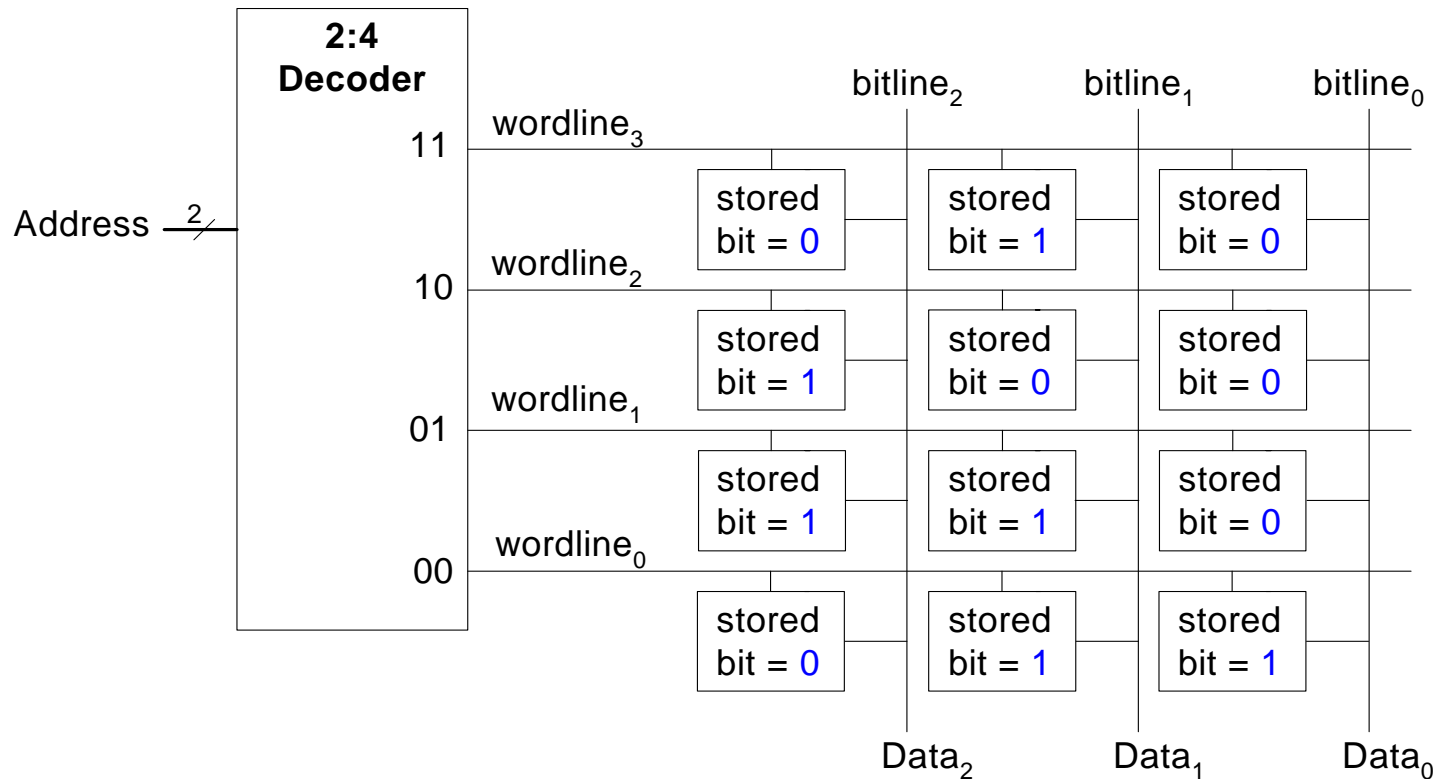 2:4
Decoder
bitline₂ bitline₁ bitline₀
wordline₃
11
stored stored stored
bit = 0 bit = 1 bit = 0
Address 2
wordline₂
10
stored stored stored
bit = 1 bit = 0 bit = 0
wordline₁
01
stored stored stored
bit = 1 bit = 1 bit = 0
wordline₀
00
stored stored stored
bit = 0 bit = 1 bit = 1
Data₂ Data₁ Data₀